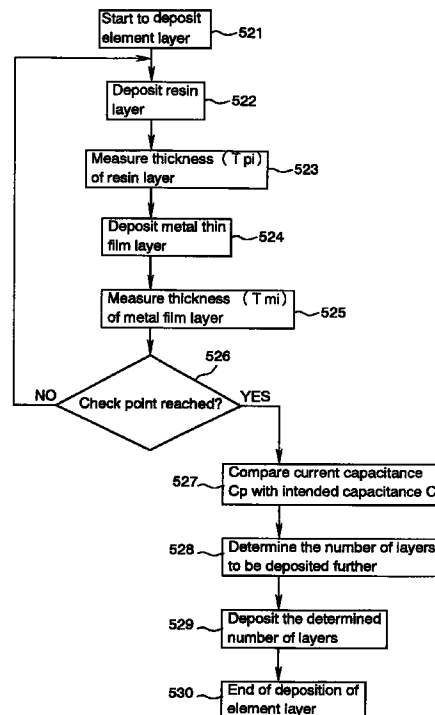 Start to deposit
element layer
521
Deposit resin
layer
522
Measure thickness (Tpi)
of resin layer
523
Deposit metal thin
film layer
524
Measure thickness (Tmi)
of metal film layer
525
526
NO
Check point reached?
YES
527
Compare current capacitance
Cp with intended capacitance C
528
Determine the number of layers
to be deposited further
529
Deposit the determined
number of layers
530
End of deposition of
element layer